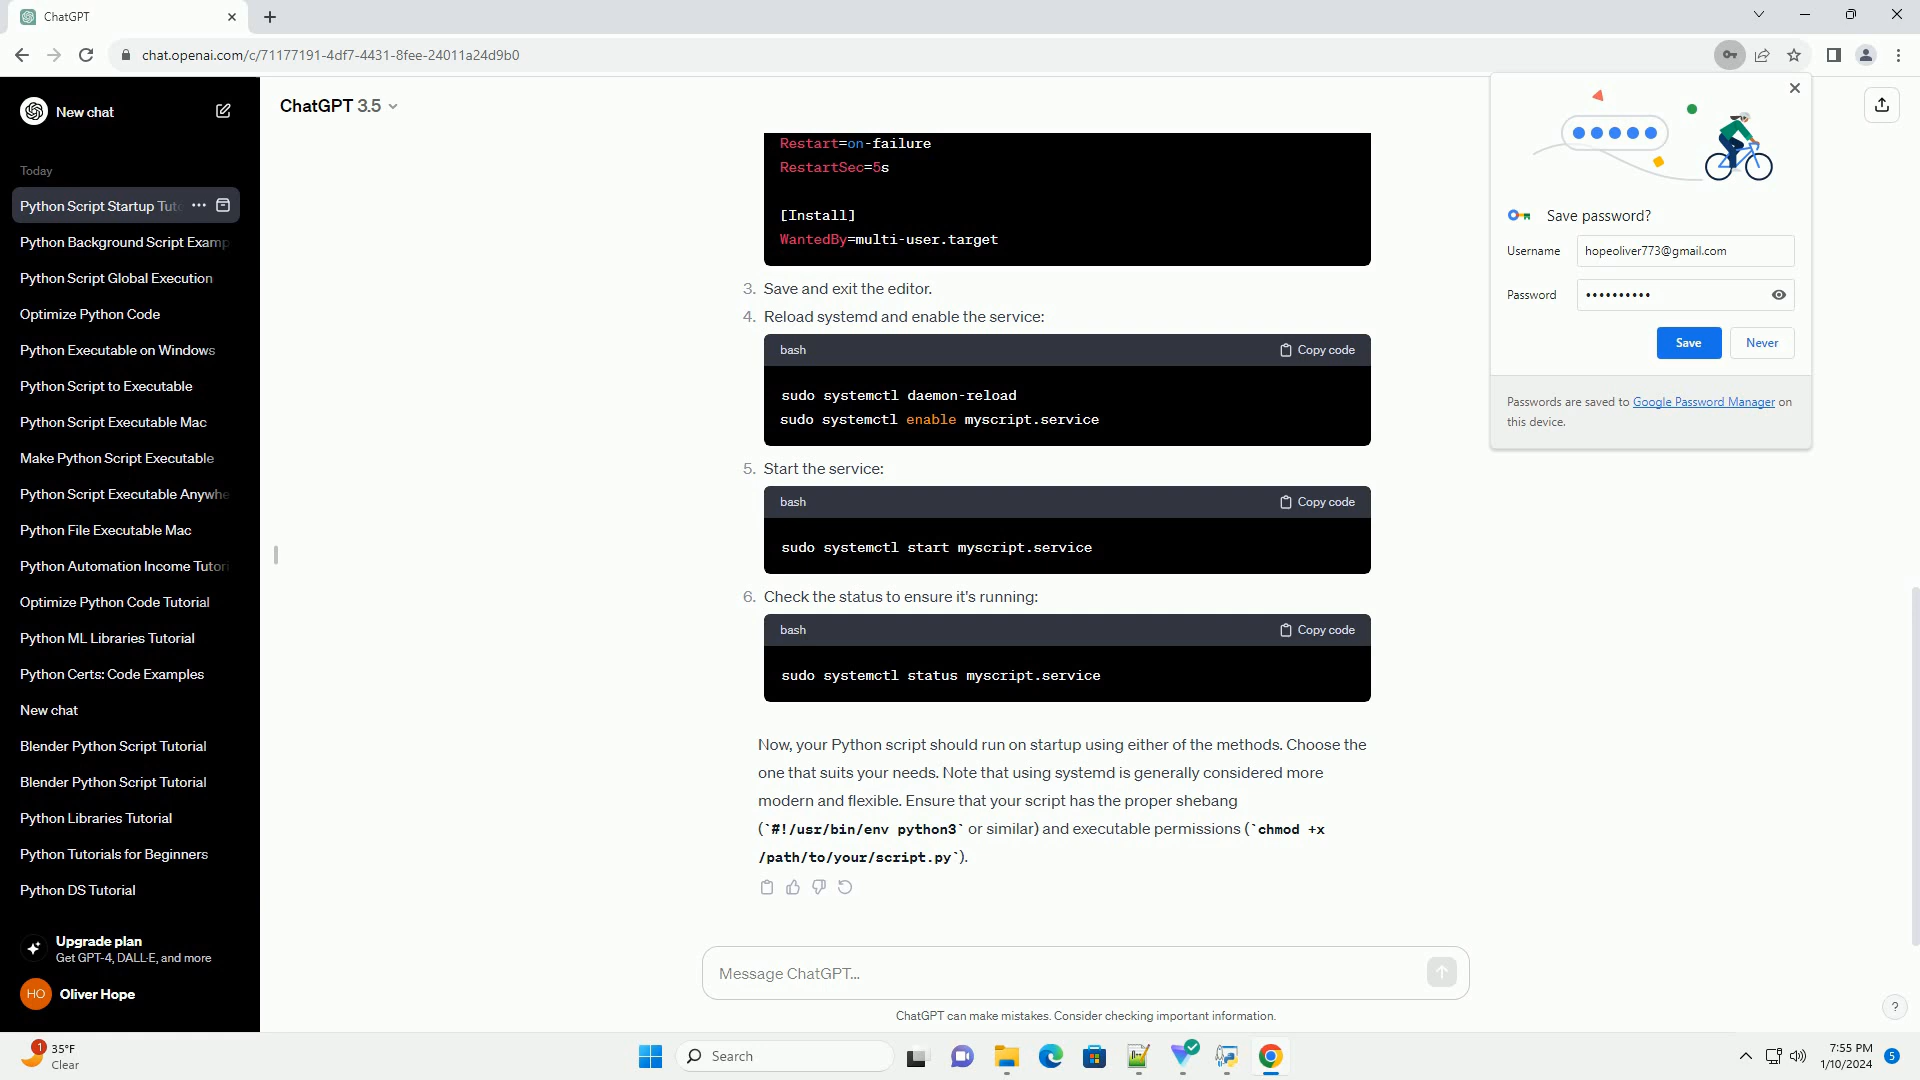 ChatGPT
chat.openai.com/c/71177191-4df7-4431-8fee-24011a24d9b0
New chat
Today
Python Script Startup Tuto
Python Background Script Examp
Python Script Global Execution
Optimize Python Code
Python Executable on Windows
Python Script to Executable
Python Script Executable Mac
Make Python Script Executable
Python Script Executable Anywhe
Python File Executable Mac
Python Automation Income Tutori
Optimize Python Code Tutorial
Python ML Libraries Tutorial
Python Certs: Code Examples
New chat
Blender Python Script Tutorial
Blender Python Script Tutorial
Python Libraries Tutorial
Python Tutorials for Beginners
Python DS Tutorial
Upgrade plan
Get GPT-4, DALL·E, and more
HO Oliver Hope
ChatGPT 3.5
Restart=on-failure
RestartSec=5s
[Install]
WantedBy=multi-user.target
3. Save and exit the editor.
4. Reload systemd and enable the service:
bash Copy code
sudo systemctl daemon-reload
sudo systemctl enable myscript.service
5. Start the service:
bash Copy code
sudo systemctl start myscript.service
6. Check the status to ensure it's running:
bash Copy code
sudo systemctl status myscript.service
Now, your Python script should run on startup using either of the methods. Choose the
one that suits your needs. Note that using systemd is generally considered more
modern and flexible. Ensure that your script has the proper shebang
(`#!/usr/bin/env python3` or similar) and executable permissions (`chmod +x
/path/to/your/script.py`).
Message ChatGPT...
ChatGPT can make mistakes. Consider checking important information.
?
Save password?
Username hopeoliver773@gmail.com
Password ••••••••••
Save Never
Passwords are saved to Google Password Manager on
this device.
1
35°F
Clear
Search
7:55 PM
1/10/2024
5